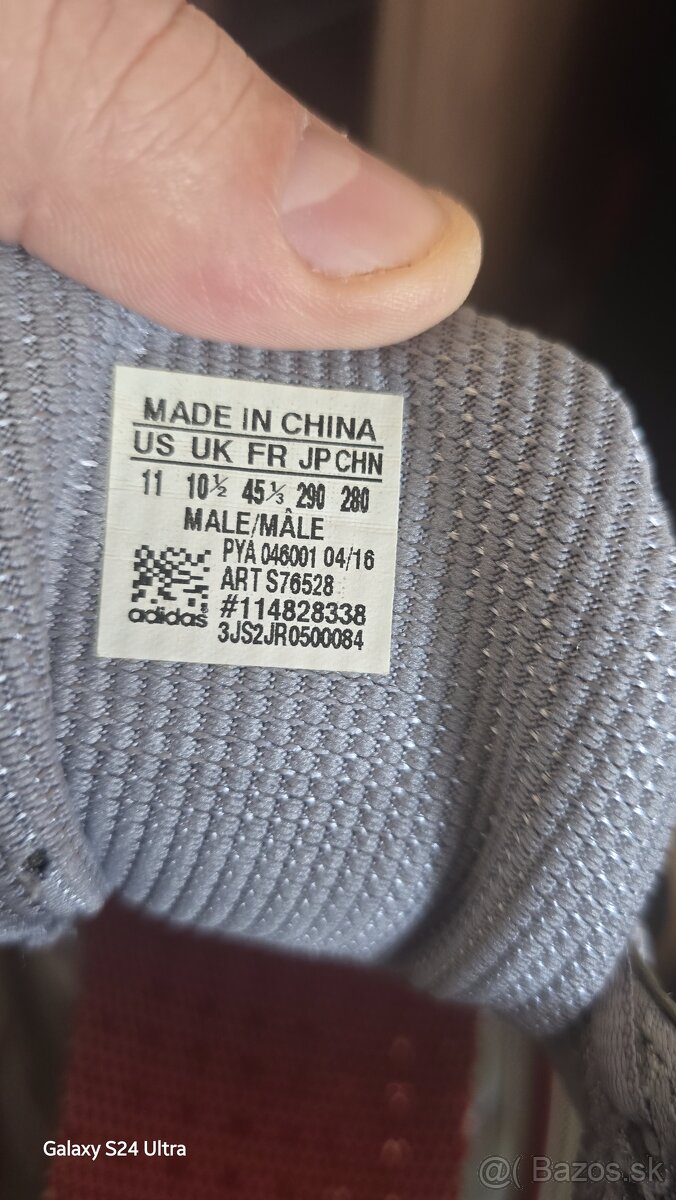 MADE IN CHINA
US UK FR JP CHN
11 10½ 45⅓ 290 280
MALE/MÂLE
PYA 046001 04/16
ART S76528
#114828338
3JS2JR0500084
adidas
Galaxy S24 Ultra
@( Bazos.sk